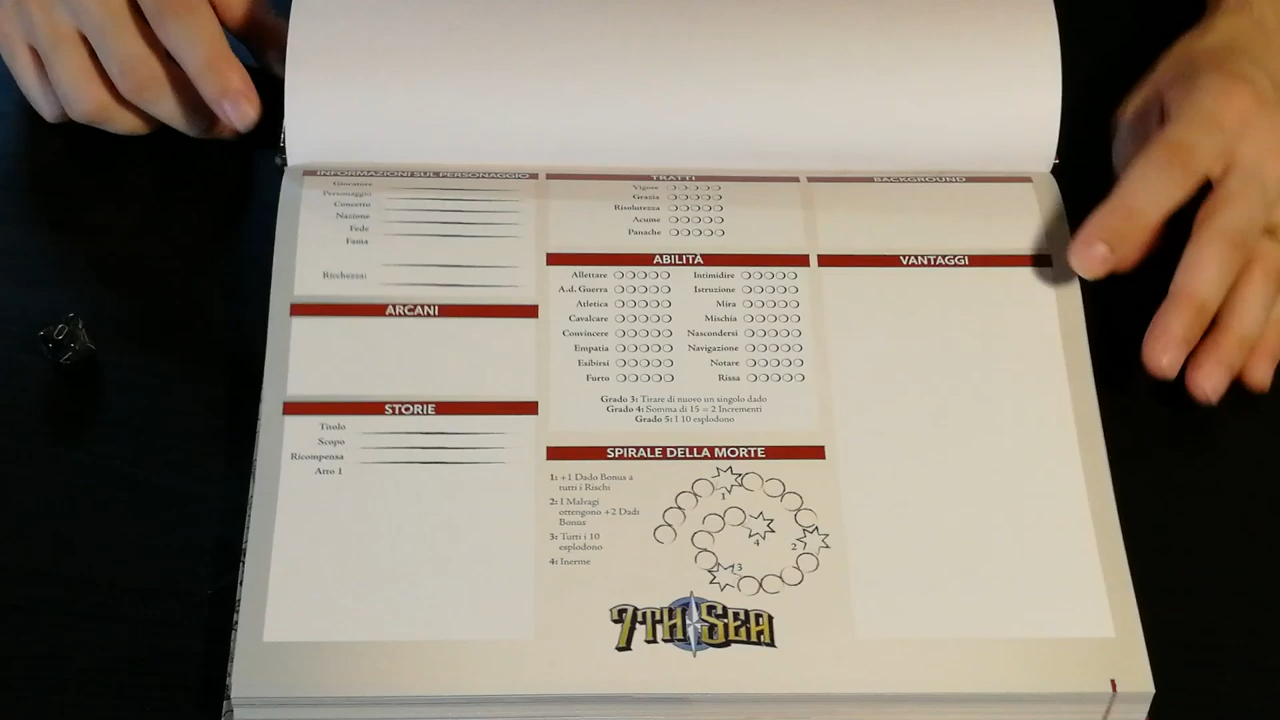 INFORMAZIONI SUL PERSONAGGIO
Giocatore
Personaggio
Concetto
Nazione
Fede
Fama
Ricchezza:
ARCANI
STORIE
Titolo
Scopo
Ricompensa
Atto 1
TRATTI
Vigore
Grazia
Risolutezza
Acume
Panache
ABILITÀ
Allettare Intimidire
A.d. Guerra Istruzione
Atletica Mira
Cavalcare Mischia
Convincere Nascondersi
Empatia Navigazione
Esibirsi Notare
Furto Rissa
Grado 3: Tirare di nuovo un singolo dado
Grado 4: Somma di 15 = 2 Incrementi
Grado 5: I 10 esplodono
SPIRALE DELLA MORTE
1: +1 Dado Bonus a
tutti i Rischi
2: I Malvagi
ottengono +2 Dadi
Bonus
3: Tutti i 10
esplodono
4: Inerme
1
2
3
4
7TH SEA
BACKGROUND
VANTAGGI
0